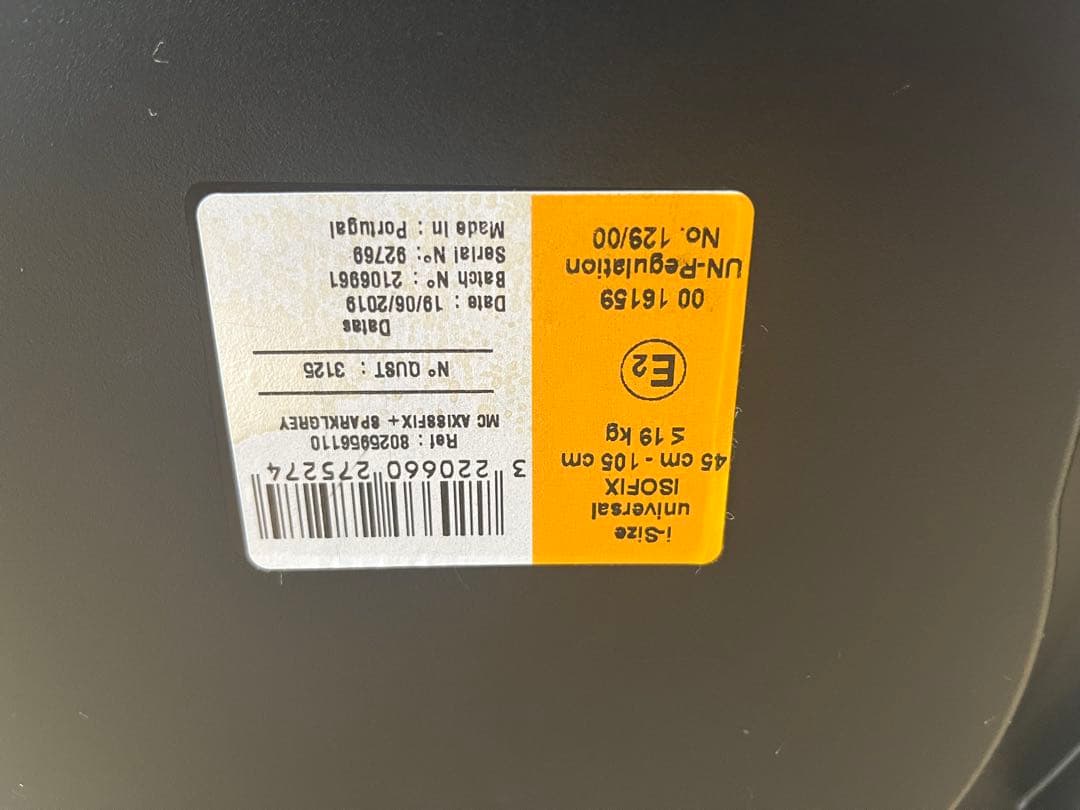 i-Size
universal
ISOFIX
45 cm - 105 cm
≤ 19 kg
E2
00 16159
UN-Regulation
No. 129/00
3 220660 275274
Ref : 8025956110
MC AXISSFIX+ SPARKLGREY
N° QUST : 3125
Datas
Date : 19/06/2019
Batch N° : 2106961
Serial N°: 92769
Made In : Portugal